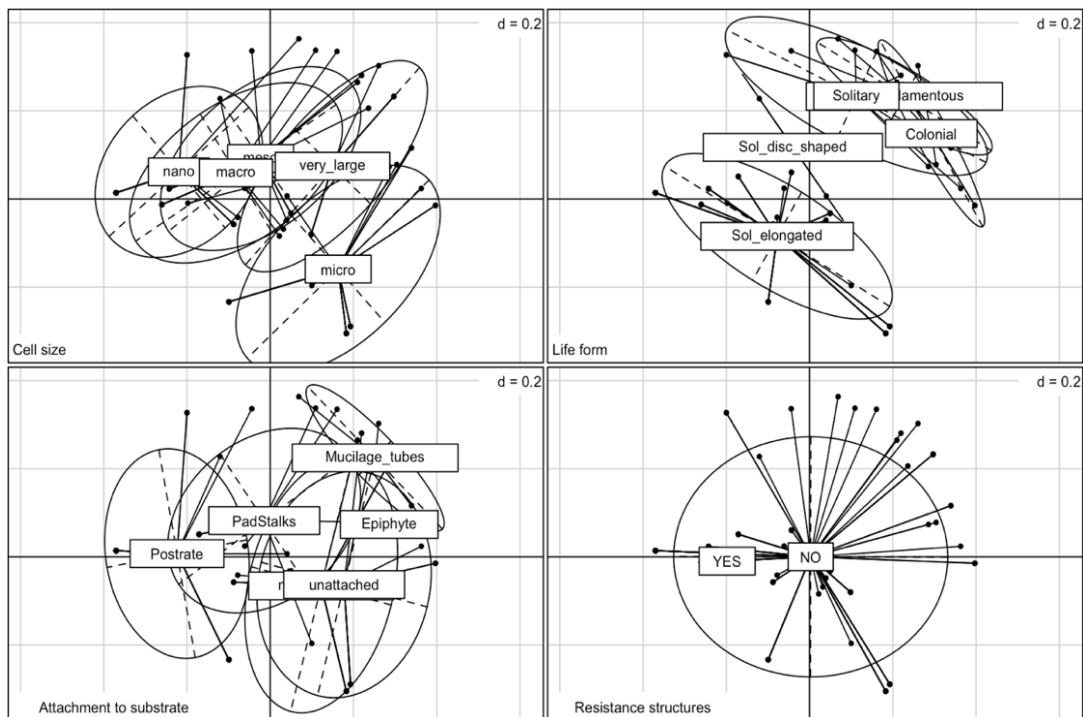 d = 0.2
nano
macro
very_large
micro
Cell size
d = 0.2
Solitary
lamentous
Colonial
Sol_disc_shaped
Sol_elongated
Life form
d = 0.2
Mucilage_tubes
PadStalks
Epiphyte
Postrate
unattached
Attachment to substrate
d = 0.2
YES
NO
Resistance structures